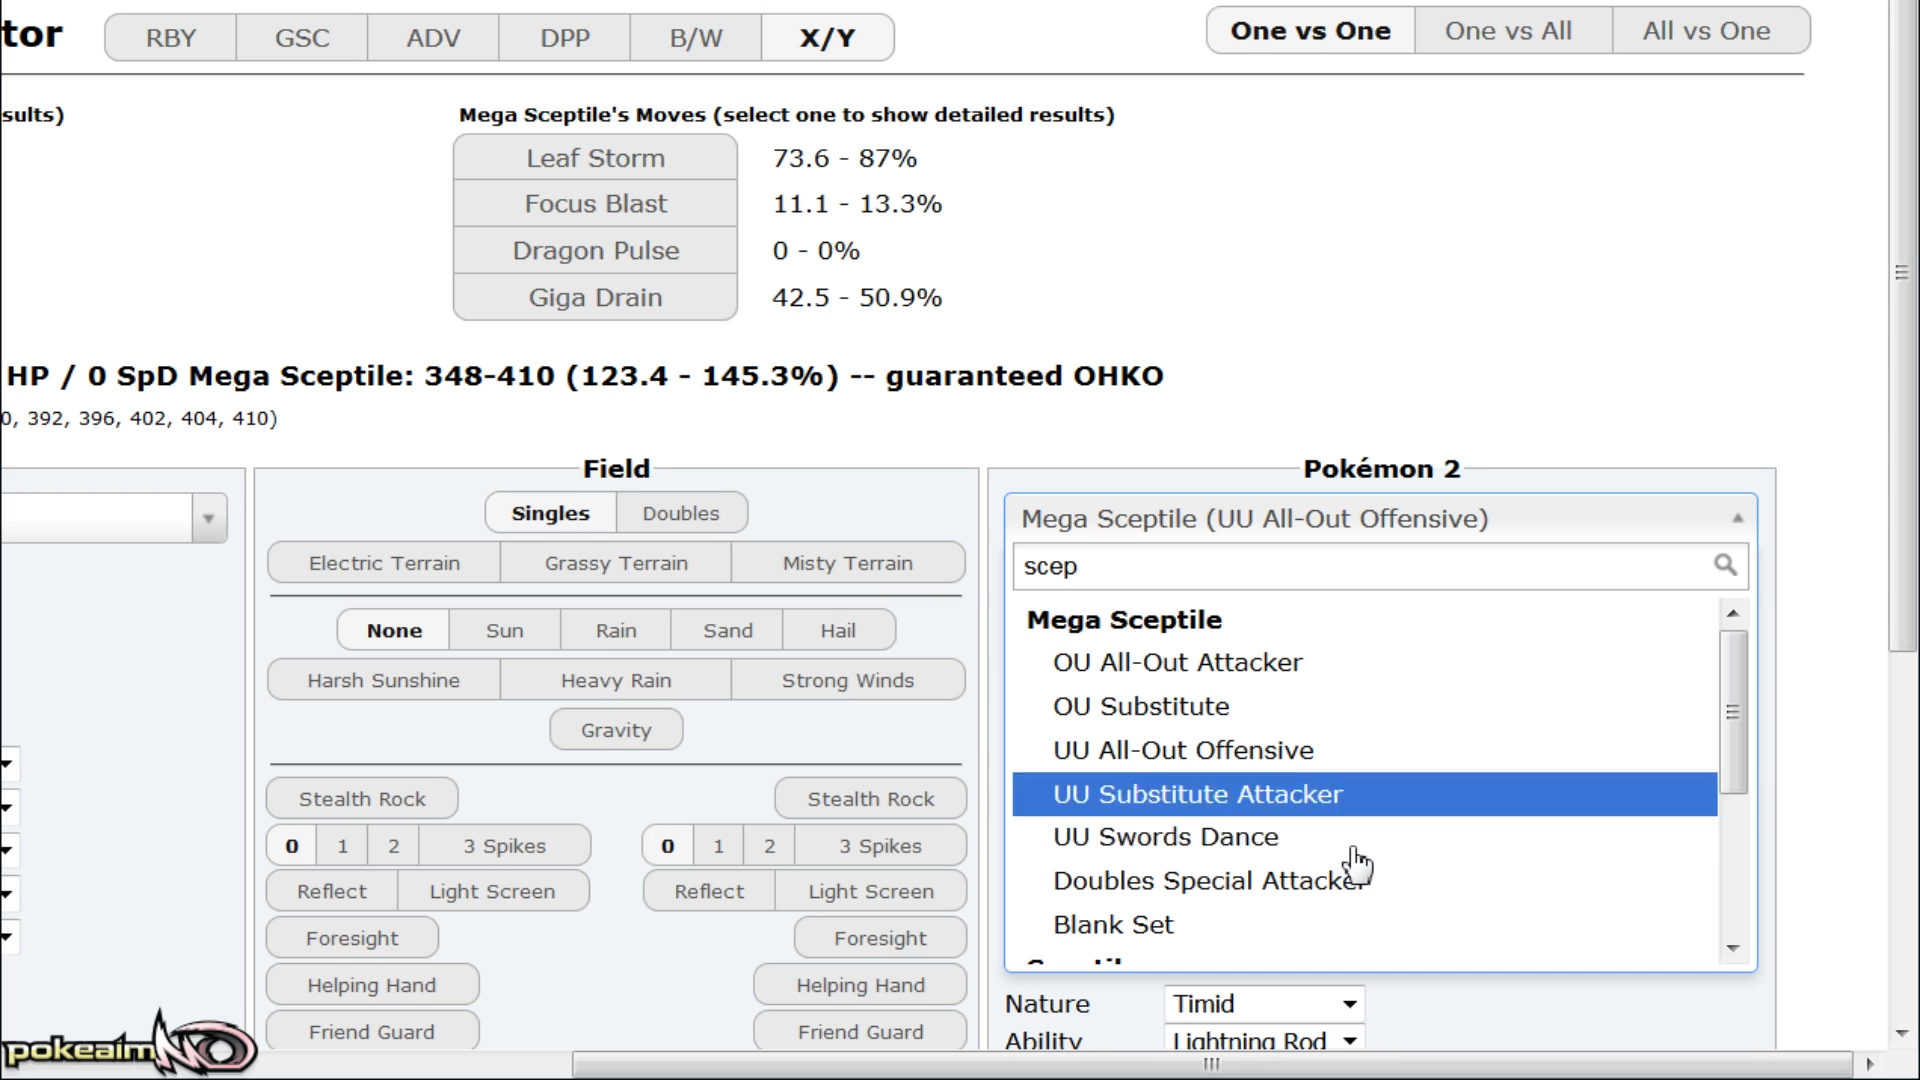 tor RBY GSC ADV DPP B/W X/Y One vs One One vs All All vs One
sults) Mega Sceptile's Moves (select one to show detailed results)
Leaf Storm 73.6 - 87%
Focus Blast 11.1 - 13.3%
Dragon Pulse 0 - 0%
Giga Drain 42.5 - 50.9%
HP / 0 SpD Mega Sceptile: 348-410 (123.4 - 145.3%) -- guaranteed OHKO
0, 392, 396, 402, 404, 410)
Field
Singles Doubles
Electric Terrain Grassy Terrain Misty Terrain
None Sun Rain Sand Hail
Harsh Sunshine Heavy Rain Strong Winds
Gravity
Stealth Rock Stealth Rock
0 1 2 3 Spikes 0 1 2 3 Spikes
Reflect Light Screen Reflect Light Screen
Foresight Foresight
Helping Hand Helping Hand
Friend Guard Friend Guard
Pokémon 2
Mega Sceptile (UU All-Out Offensive)
scep
Mega Sceptile
OU All-Out Attacker
OU Substitute
UU All-Out Offensive
UU Substitute Attacker
UU Swords Dance
Doubles Special Attacker
Blank Set
Sceptile
Nature Timid
Ability Lightning Rod
pokeaimMD